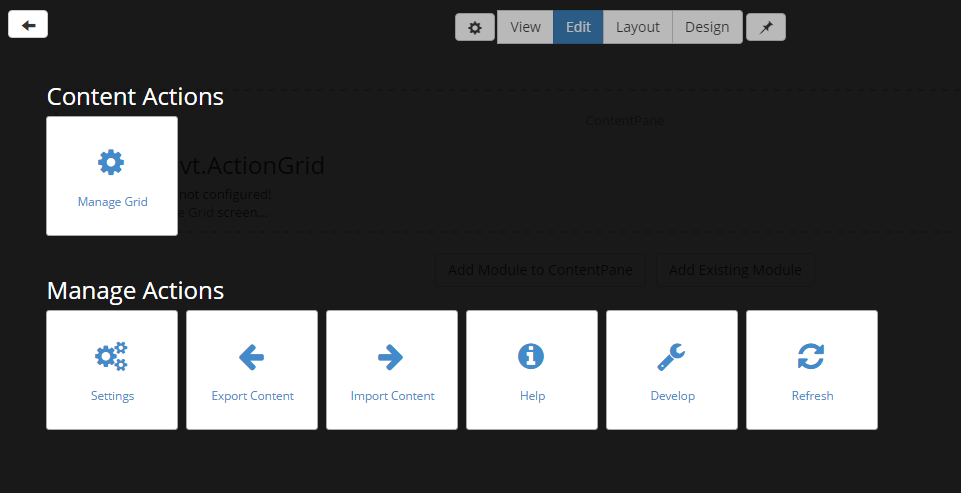 View Edit Layout Design
Content Actions
ContentPane
vt.ActionGrid
not configured!
Manage Grid
e Grid screen...
Add Module to ContentPane Add Existing Module
Manage Actions
Settings Export Content Import Content Help Develop Refresh